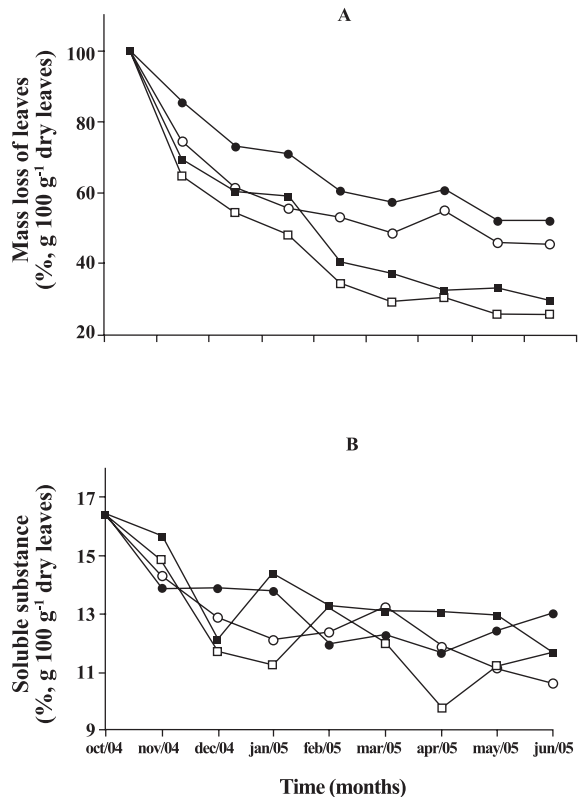 A
Mass loss of leaves
(%, g 100 g-1 dry leaves)
100
80
60
40
20
B
Soluble substance
(%, g 100 g-1 dry leaves)
17
15
13
11
9
oct/04 nov/04 dec/04 jan/05 feb/05 mar/05 apr/05 may/05 jun/05
Time (months)